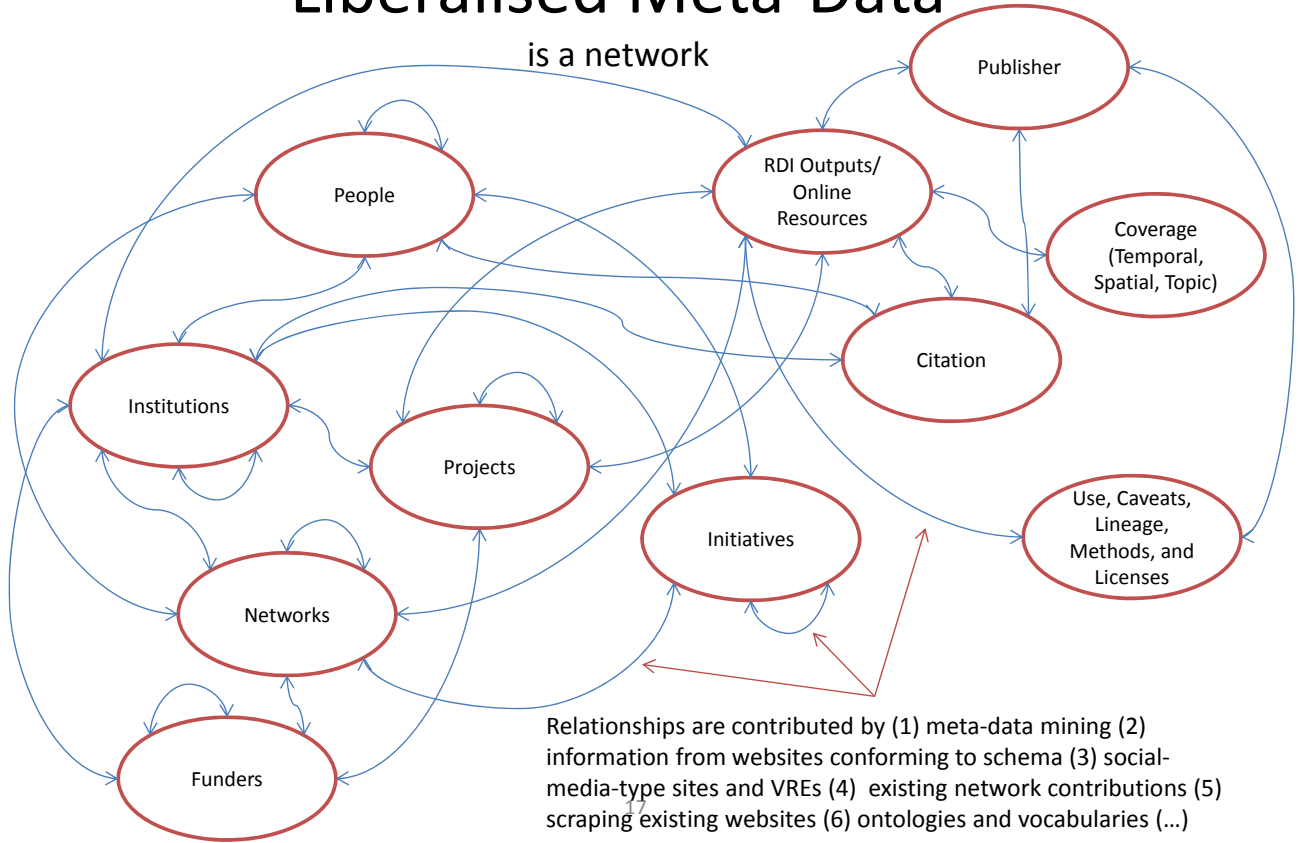 Liberalised Meta-Data
is a network
Publisher
RDI Outputs/
Online
Resources
People
Coverage
(Temporal,
Spatial, Topic)
Citation
Institutions
Projects
Use, Caveats,
Lineage,
Methods, and
Licenses
Initiatives
Networks
Funders
Relationships are contributed by (1) meta-data mining (2)
information from websites conforming to schema (3) social-
media-type sites and VREs (4)  existing network contributions (5)
scraping existing websites (6) ontologies and vocabularies (…)
17